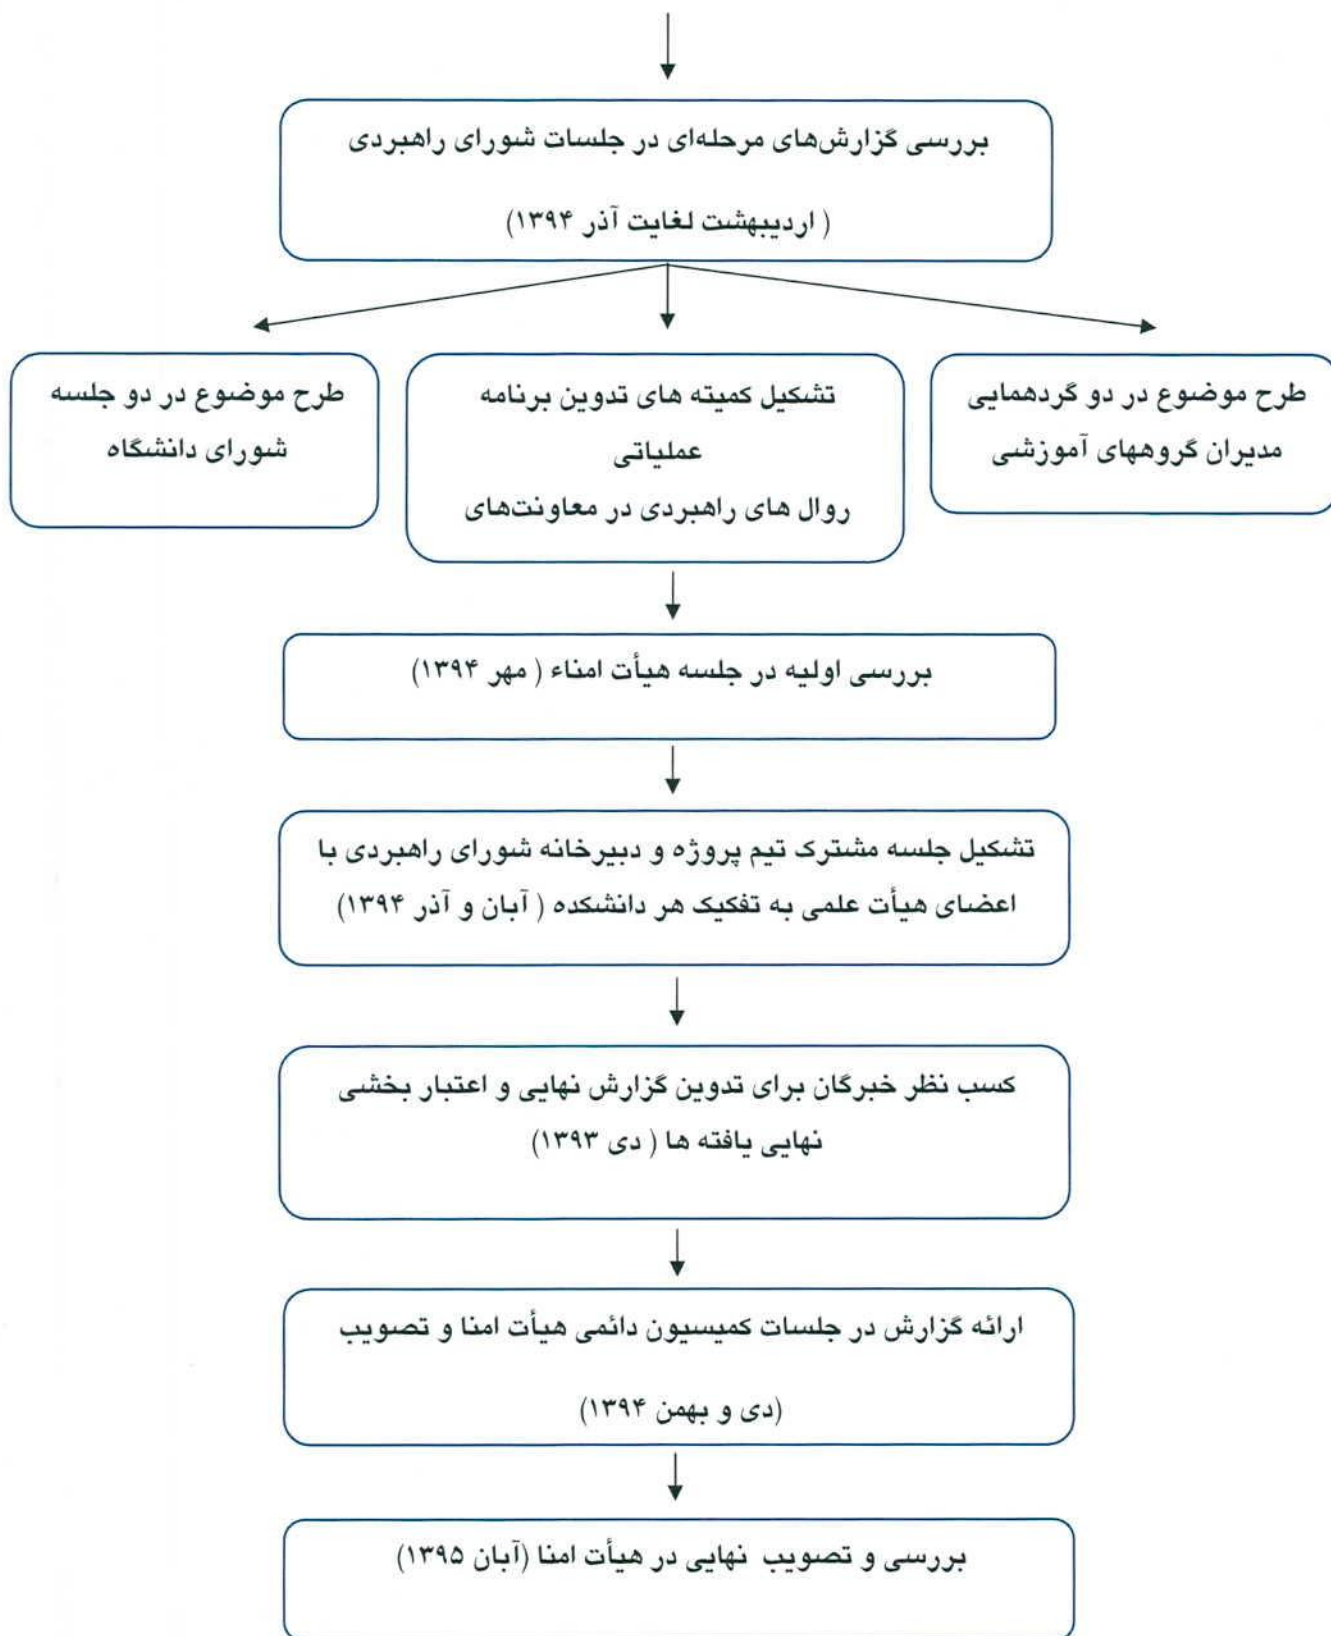 بررسی گزارش‌های مرحله‌ای در جلسات شورای راهبردی
( اردیبهشت لغایت آذر ۱۳۹۴)
طرح موضوع در دو گردهمایی
مدیران گروههای آموزشی
تشکیل کمیته های تدوین برنامه
عملیاتی
روال های راهبردی در معاونت‌های
طرح موضوع در دو جلسه
شورای دانشگاه
بررسی اولیه در جلسه هیأت امناء ( مهر ۱۳۹۴)
تشکیل جلسه مشترک تیم پروژه و دبیرخانه شورای راهبردی با
اعضای هیأت علمی به تفکیک هر دانشکده ( آبان و آذر ۱۳۹۴)
کسب نظر خبرگان برای تدوین گزارش نهایی و اعتبار بخشی
نهایی یافته ها ( دی ۱۳۹۳)
ارائه گزارش در جلسات کمیسیون دائمی هیأت امنا و تصویب
(دی و بهمن ۱۳۹۴)
بررسی و تصویب نهایی در هیأت امنا (آبان ۱۳۹۵)